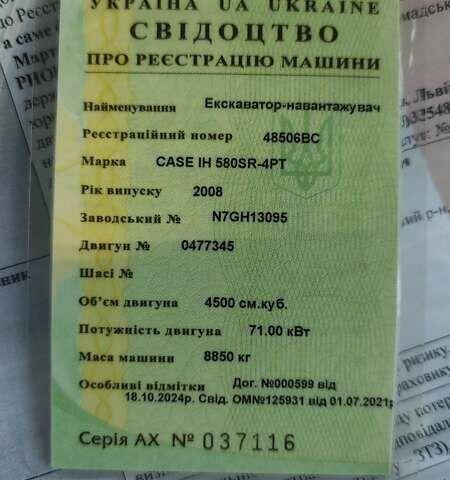 УКРАЇНА UA UKRAINE
СВІДОЦТВО
ПРО РЕЄСТРАЦІЮ МАШИНИ
Найменування Екскаватор-навантажувач
Реєстраційний номер 48506ВС
Марка CASE IH 580SR-4PT
Рік випуску 2008
Заводський № N7GH13095
Двигун № 0477345
Шасі №
Об'єм двигуна 4500 см.куб.
Потужність двигуна 71.00 кВт
Маса машини 8850 кг
Особливі відмітки Дог. №000599 від
18.10.2024р. Свід. ОМ№125931 від 01.07.2021р
Серія АХ № 037116